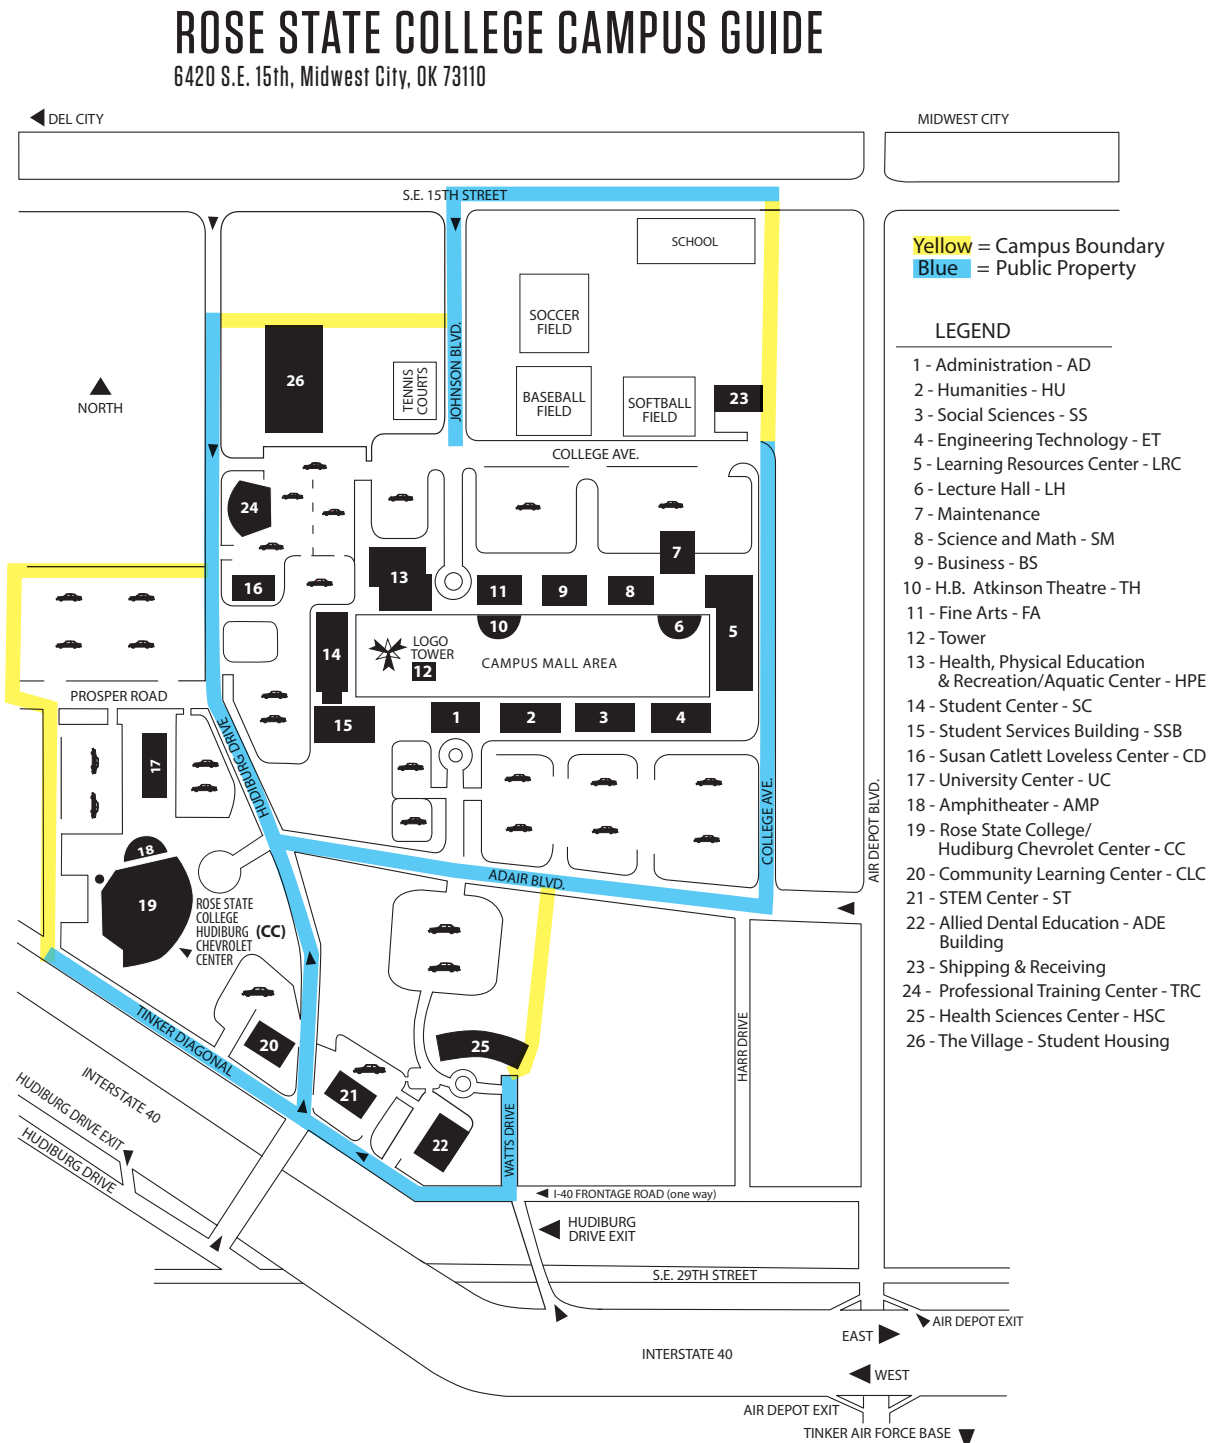 ROSE STATE COLLEGE CAMPUS GUIDE
6420 S.E. 15th, Midwest City, OK 73110
DEL CITY
MIDWEST CITY
S.E. 15TH STREET
SCHOOL
Yellow = Campus Boundary
Blue = Public Property
SOCCER
FIELD
JOHNSON BLVD.
LEGEND
1 - Administration - AD
2 - Humanities - HU
3 - Social Sciences - SS
4 - Engineering Technology - ET
5 - Learning Resources Center - LRC
6 - Lecture Hall - LH
7 - Maintenance
8 - Science and Math - SM
9 - Business - BS
10 - H.B. Atkinson Theatre - TH
11 - Fine Arts - FA
12 - Tower
13 - Health, Physical Education
& Recreation/Aquatic Center - HPE
14 - Student Center - SC
15 - Student Services Building - SSB
16 - Susan Catlett Loveless Center - CD
17 - University Center - UC
18 - Amphitheater - AMP
19 - Rose State College/
Hudiburg Chevrolet Center - CC
20 - Community Learning Center - CLC
21 - STEM Center - ST
22 - Allied Dental Education - ADE
Building
23 - Shipping & Receiving
24 - Professional Training Center - TRC
25 - Health Sciences Center - HSC
26 - The Village - Student Housing
26
TENNIS
COURTS
BASEBALL
FIELD
SOFTBALL
FIELD
23
NORTH
COLLEGE AVE.
24
7
13
16
11
9
8
10
6
5
14
LOGO
TOWER
12
CAMPUS MALL AREA
PROSPER ROAD
15
1
2
3
4
17
HUDIBURG DRIVE
COLLEGE AVE.
AIR DEPOT BLVD.
18
ADAIR BLVD.
19
ROSE STATE
COLLEGE
HUDIBURG
CHEVROLET
CENTER
(CC)
TINKER DIAGONAL
20
25
HARR DRIVE
21
22
WATTS DRIVE
INTERSTATE 40
HUDIBURG DRIVE EXIT
HUDIBURG DRIVE
I-40 FRONTAGE ROAD (one way)
HUDIBURG
DRIVE EXIT
S.E. 29TH STREET
AIR DEPOT EXIT
EAST
INTERSTATE 40
WEST
AIR DEPOT EXIT
TINKER AIR FORCE BASE